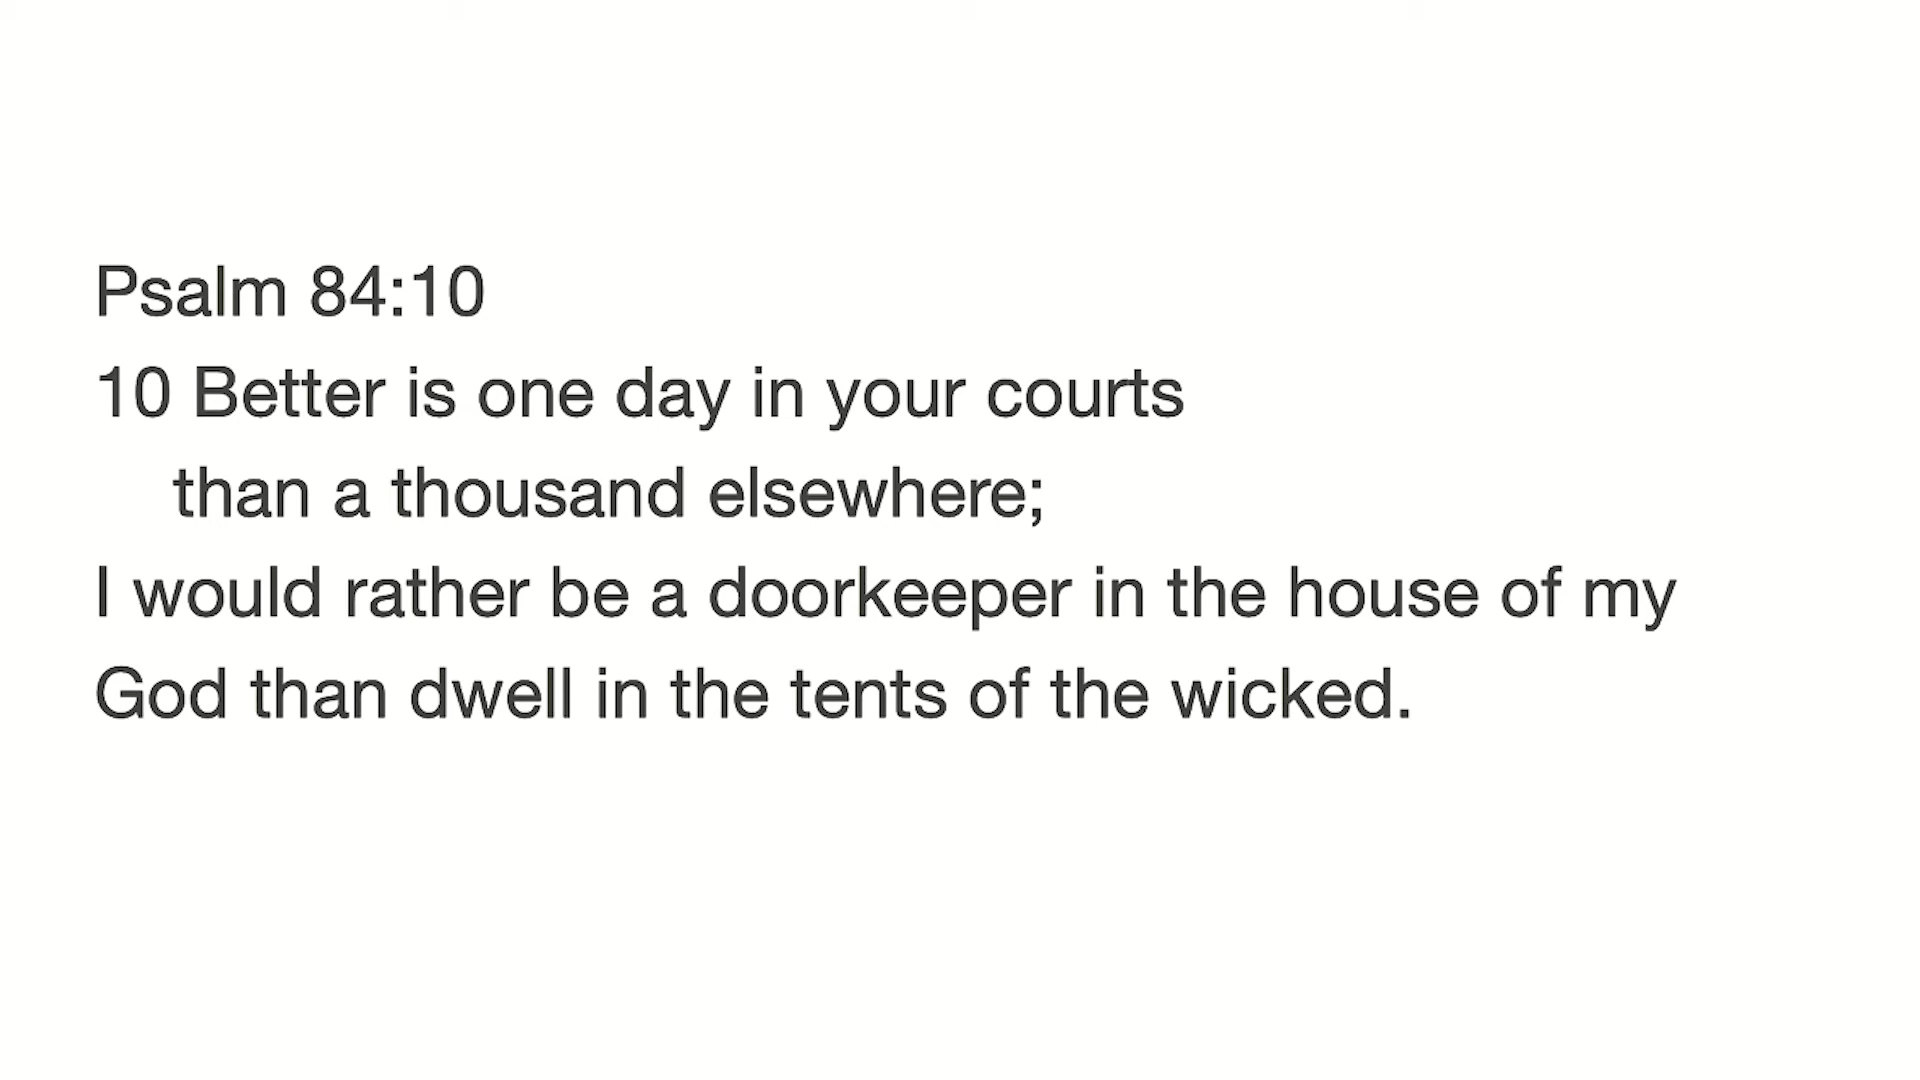 Psalm 84:10
10 Better is one day in your courts
than a thousand elsewhere;
I would rather be a doorkeeper in the house of my
God than dwell in the tents of the wicked.